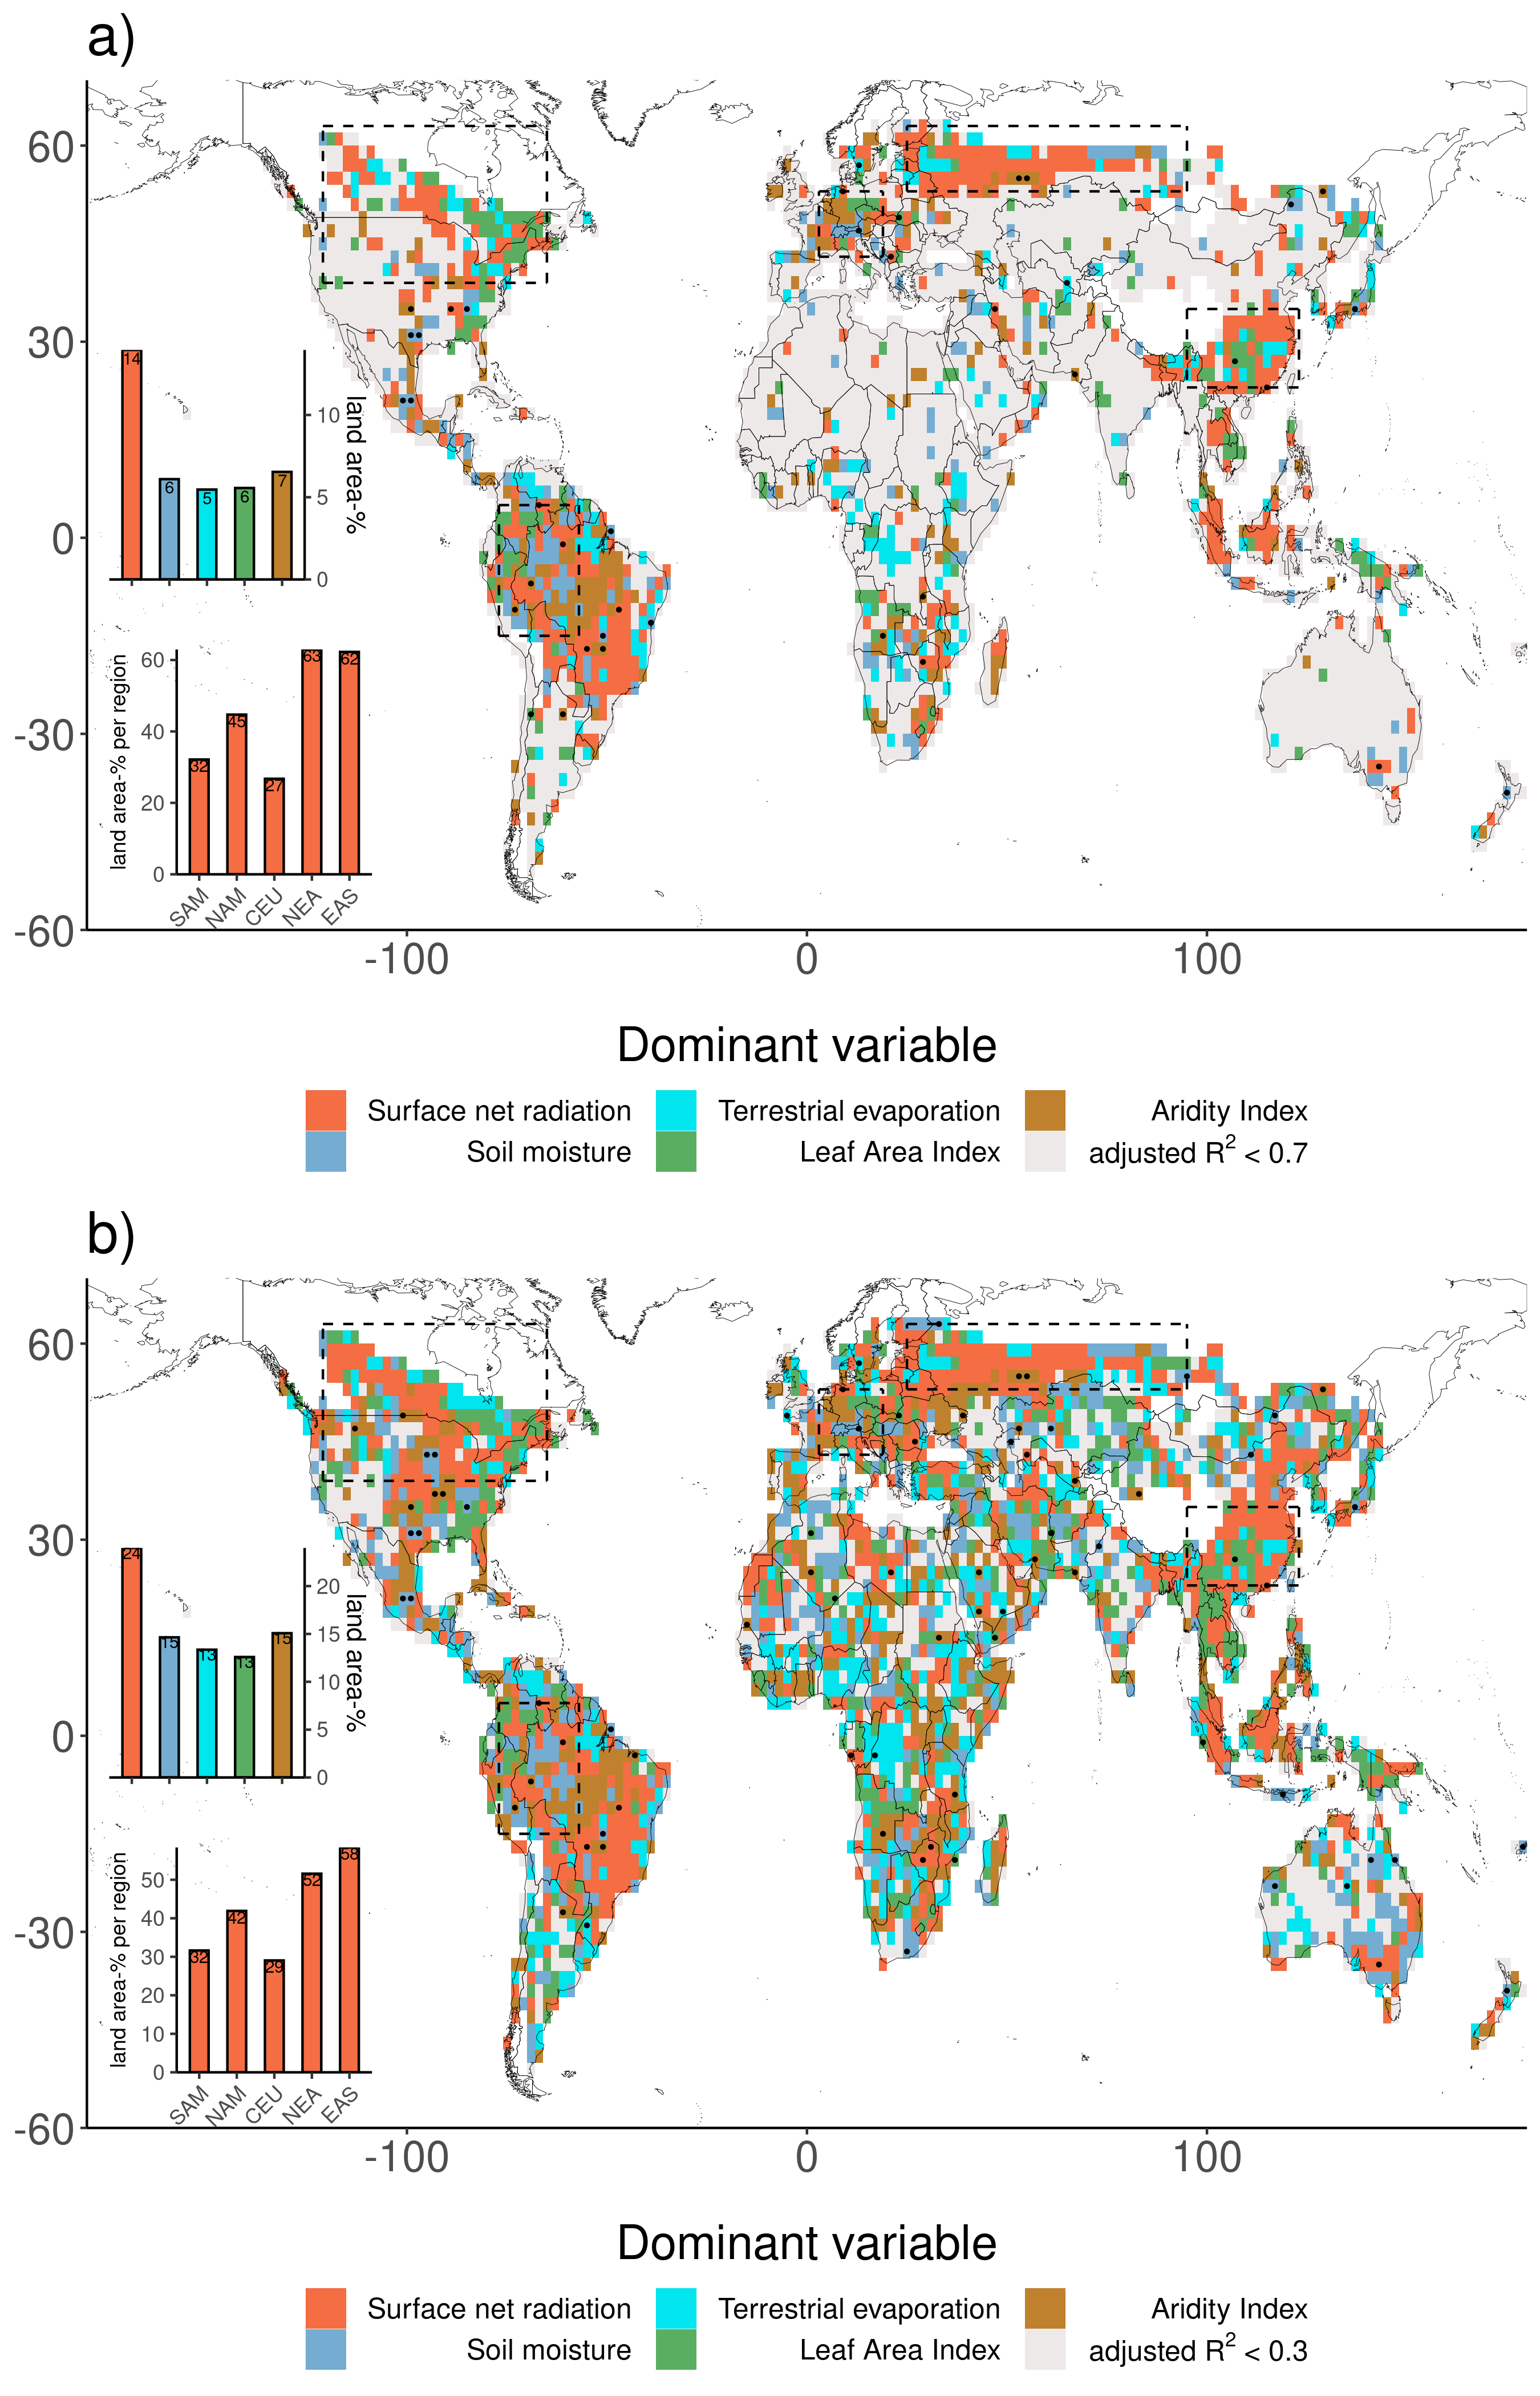 a)
60
30
0
-30
-60
14
6
5
6
7
10
5
0
land area-%
land area-% per region
60
40
20
0
32
45
27
63
62
SAM
NAM
CEU
NEA
EAS
-100
0
100
Dominant variable
Surface net radiation
Terrestrial evaporation
Aridity Index
Soil moisture
Leaf Area Index
adjusted R² < 0.7
b)
60
30
0
-30
-60
24
15
13
13
15
20
15
10
5
0
land area-%
land area-% per region
50
40
30
20
10
0
32
42
29
52
58
SAM
NAM
CEU
NEA
EAS
-100
0
100
Dominant variable
Surface net radiation
Terrestrial evaporation
Aridity Index
Soil moisture
Leaf Area Index
adjusted R² < 0.3